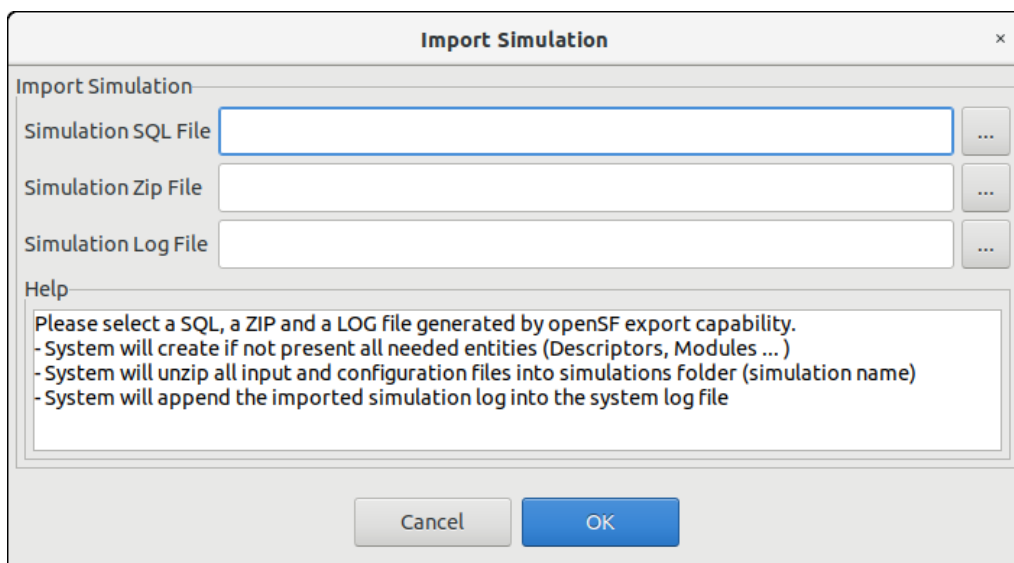 Import Simulation
×
Import Simulation
Simulation SQL File
...
Simulation Zip File
...
Simulation Log File
...
Help
Please select a SQL, a ZIP and a LOG file generated by openSF export capability.
- System will create if not present all needed entities (Descriptors, Modules ... )
- System will unzip all input and configuration files into simulations folder (simulation name)
- System will append the imported simulation log into the system log file
Cancel OK